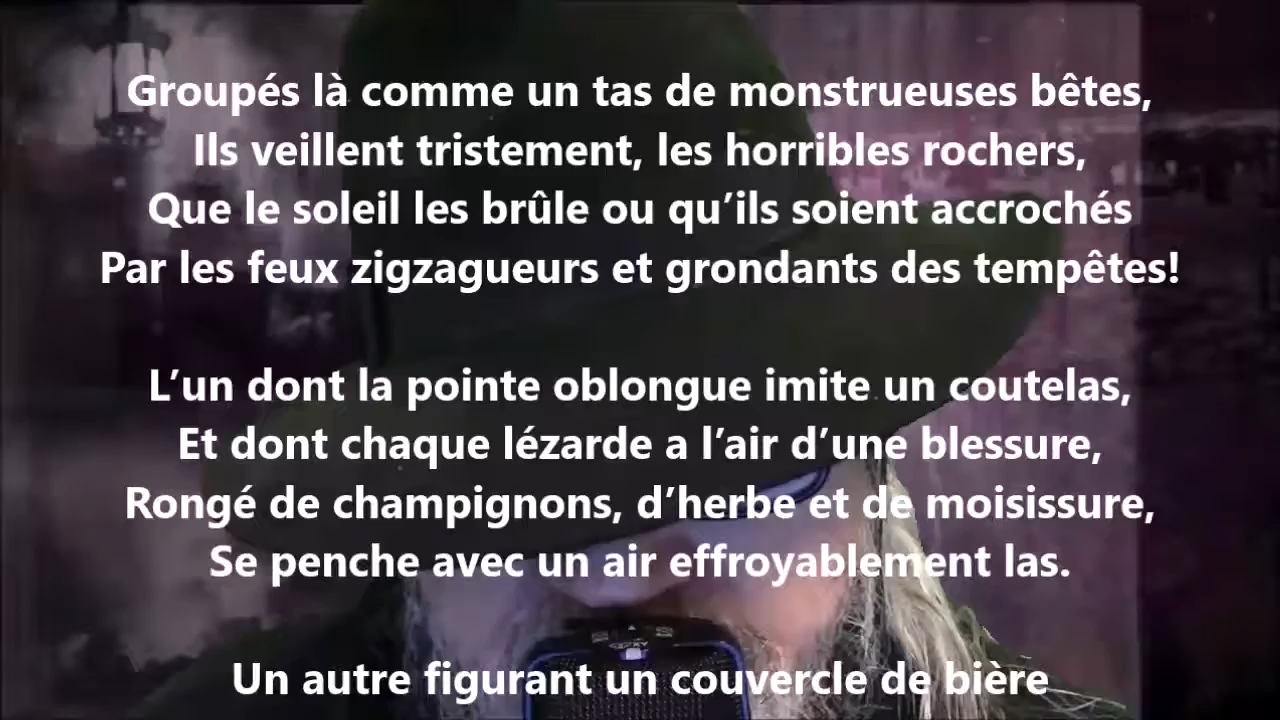 Groupés là comme un tas de monstrueuses bêtes,
Ils veillent tristement, les horribles rochers,
Que le soleil les brûle ou qu’ils soient accrochés
Par les feux zigzagueurs et grondants des tempêtes!
L’un dont la pointe oblongue imite un coutelas,
Et dont chaque lézarde a l’air d’une blessure,
Rongé de champignons, d’herbe et de moisissure,
Se penche avec un air effroyablement las.
Un autre figurant un couvercle de bière